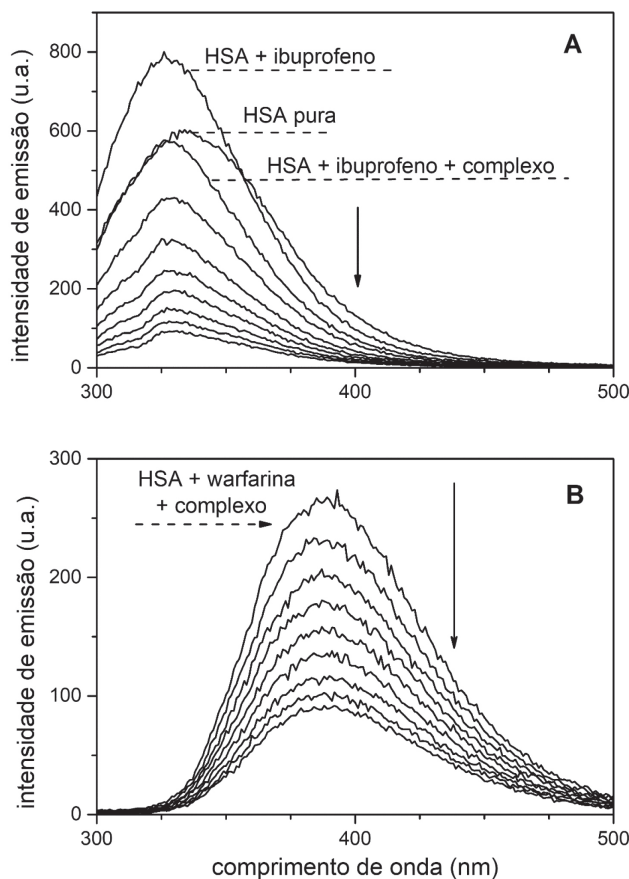 A
HSA + ibuprofeno
HSA pura
HSA + ibuprofeno + complexo
intensidade de emissão (u.a.)
800
600
400
200
0
300
400
500
B
HSA + warfarina
+ complexo
intensidade de emissão (u.a.)
300
200
100
0
300
400
500
comprimento de onda (nm)